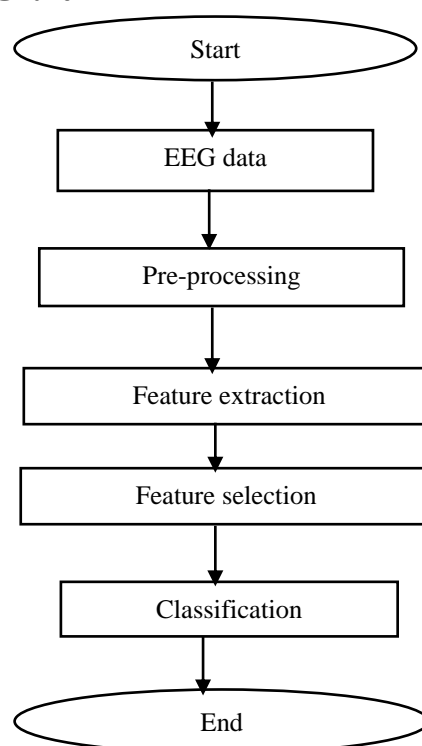 Start
EEG data
Pre-processing
Feature extraction
Feature selection
Classification
End